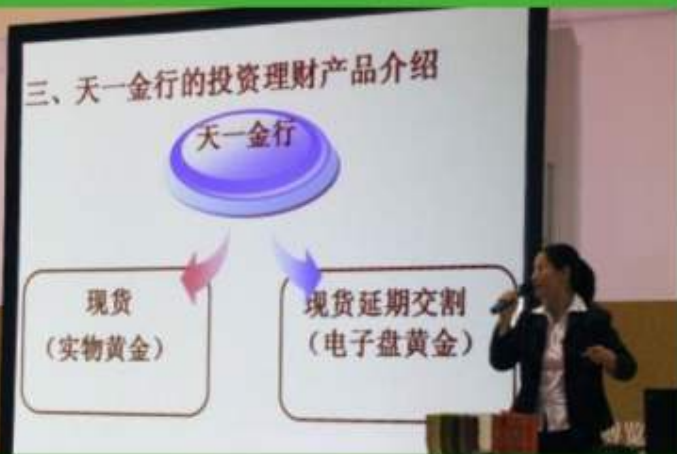 三、天一金行的投资理财产品介绍
天一金行
现货
(实物黄金)
现货延期交割
(电子盘黄金)